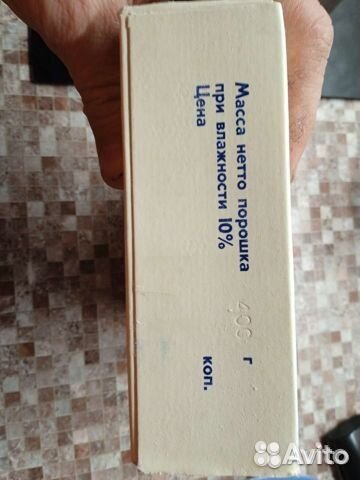 Масса нетто порошка
при влажности 10% 400 г
Цена коп.
Avito